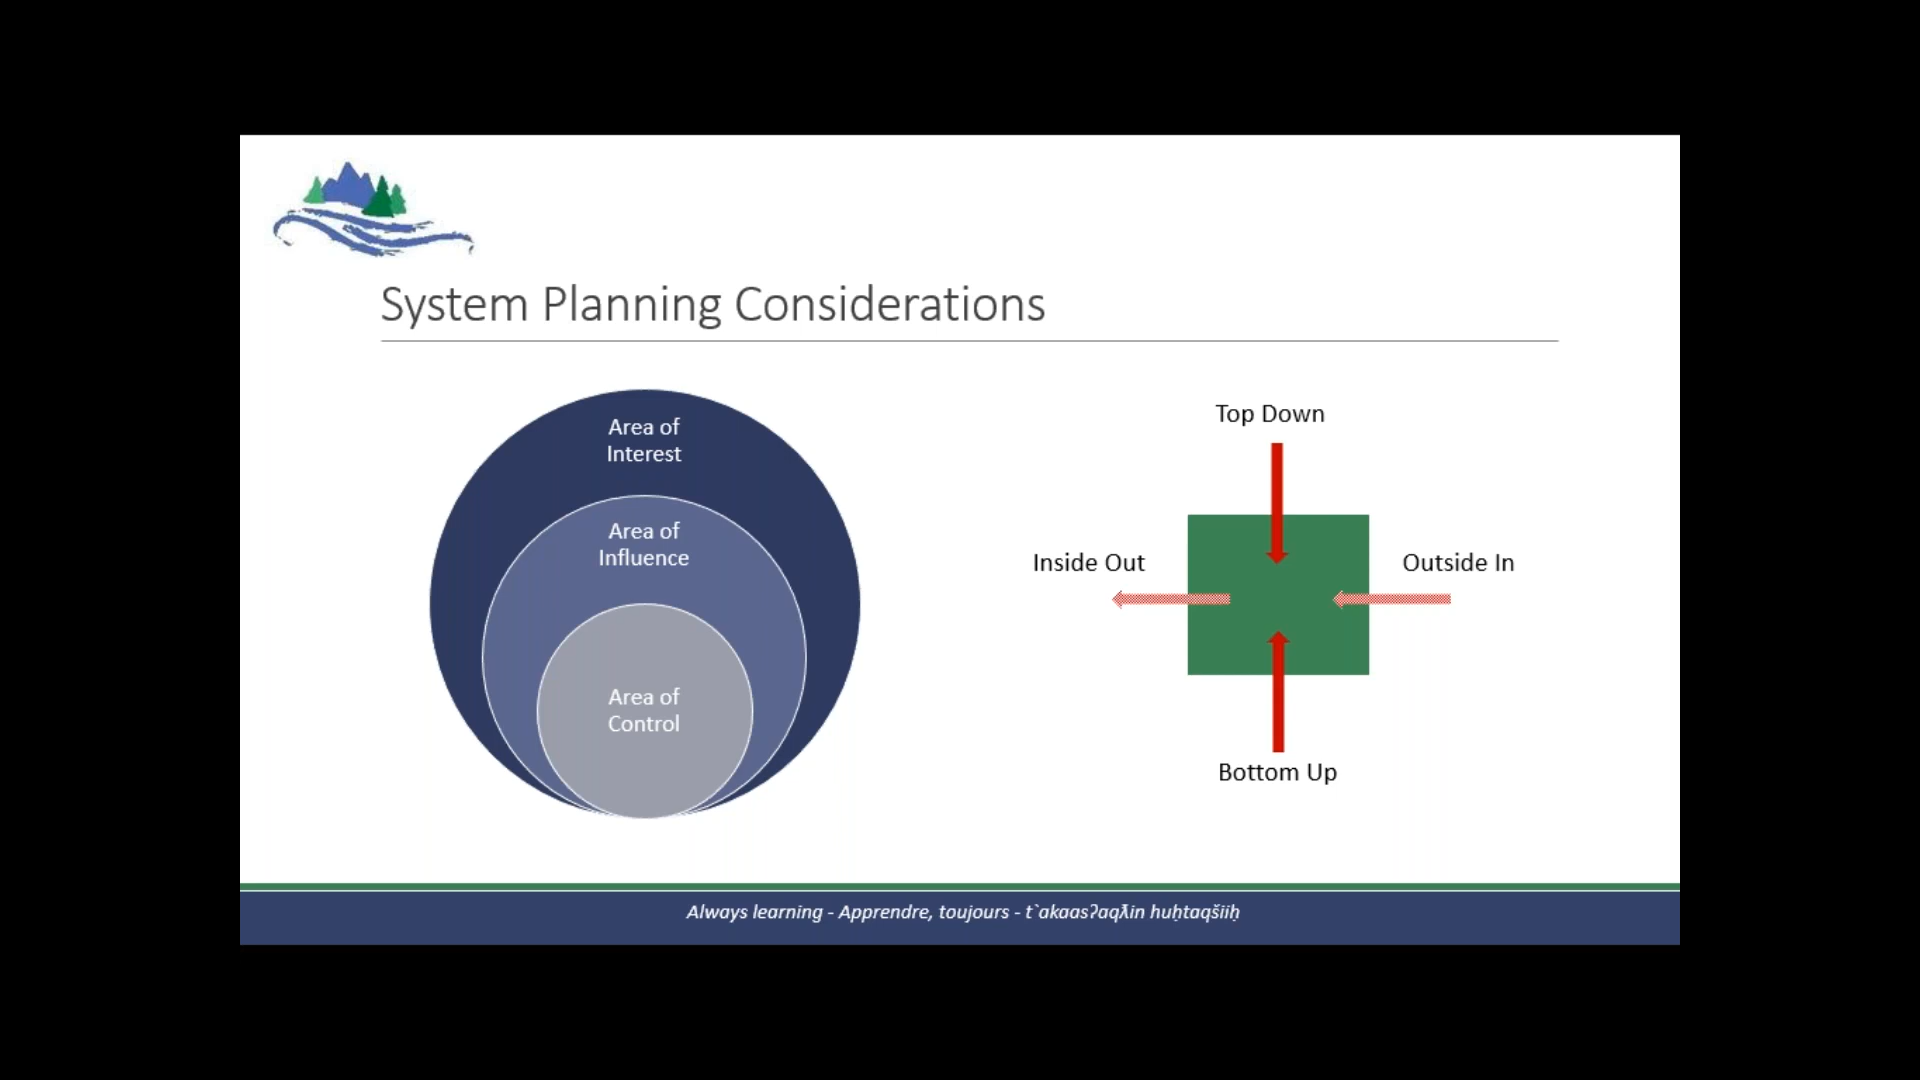 System Planning Considerations
Area of
Interest
Area of
Influence
Area of
Control
Top Down
Inside Out
Outside In
Bottom Up
Always learning - Apprendre, toujours - t`akaasʔaqƛin huḥtaqšiiḥ